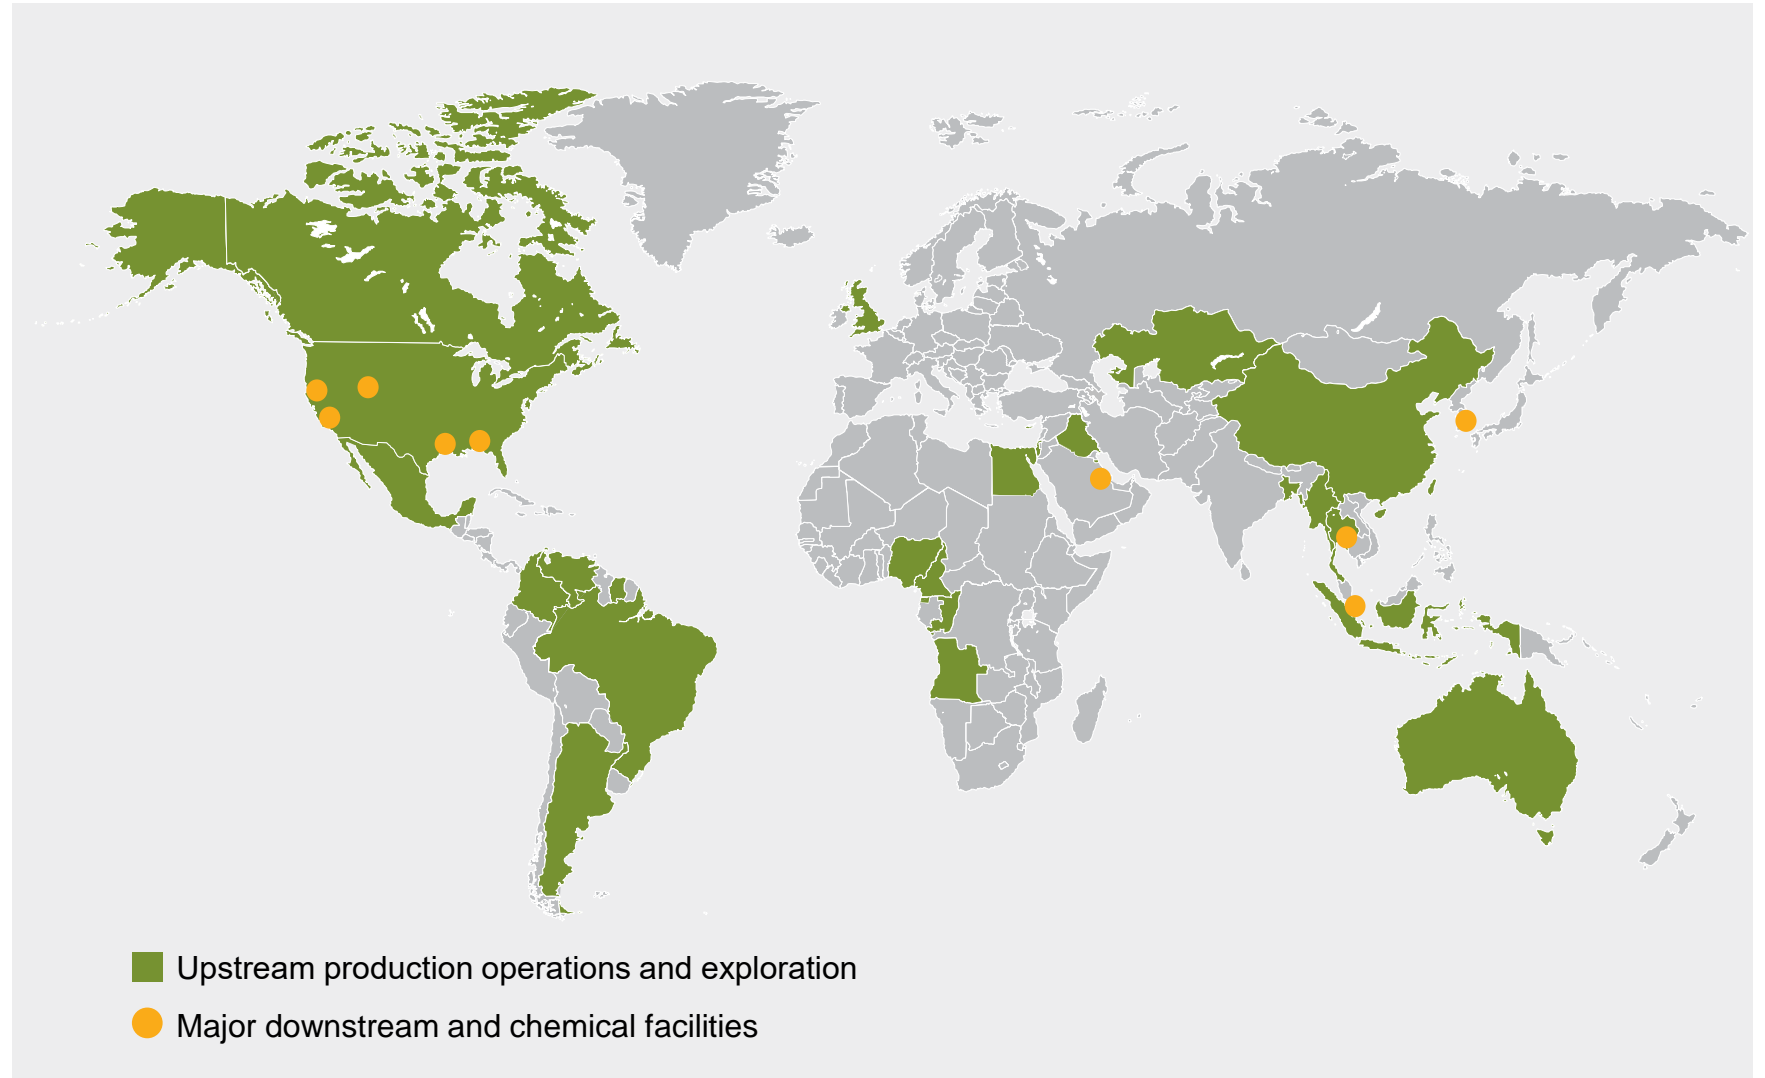 Upstream production operations and exploration
Major downstream and chemical facilities